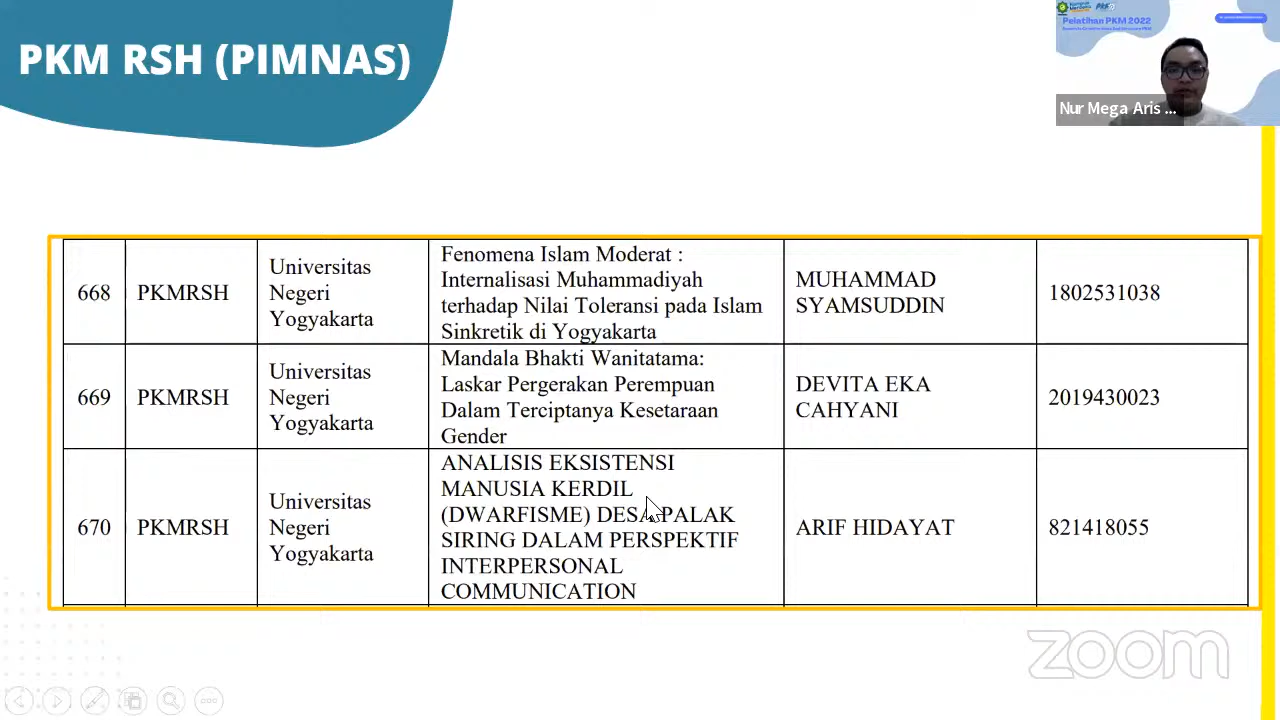 PKM RSH (PIMNAS)
Pelatihan PKM 2022
Nur Mega Aris ...
668
PKMRSH
Universitas
Negeri
Yogyakarta
Fenomena Islam Moderat :
Internalisasi Muhammadiyah
terhadap Nilai Toleransi pada Islam
Sinkretik di Yogyakarta
MUHAMMAD
SYAMSUDDIN
1802531038
669
PKMRSH
Universitas
Negeri
Yogyakarta
Mandala Bhakti Wanitatama:
Laskar Pergerakan Perempuan
Dalam Terciptanya Kesetaraan
Gender
DEVITA EKA
CAHYANI
2019430023
670
PKMRSH
Universitas
Negeri
Yogyakarta
ANALISIS EKSISTENSI
MANUSIA KERDIL
(DWARFISME) DESA PALAK
SIRING DALAM PERSPEKTIF
INTERPERSONAL
COMMUNICATION
ARIF HIDAYAT
821418055
zoom